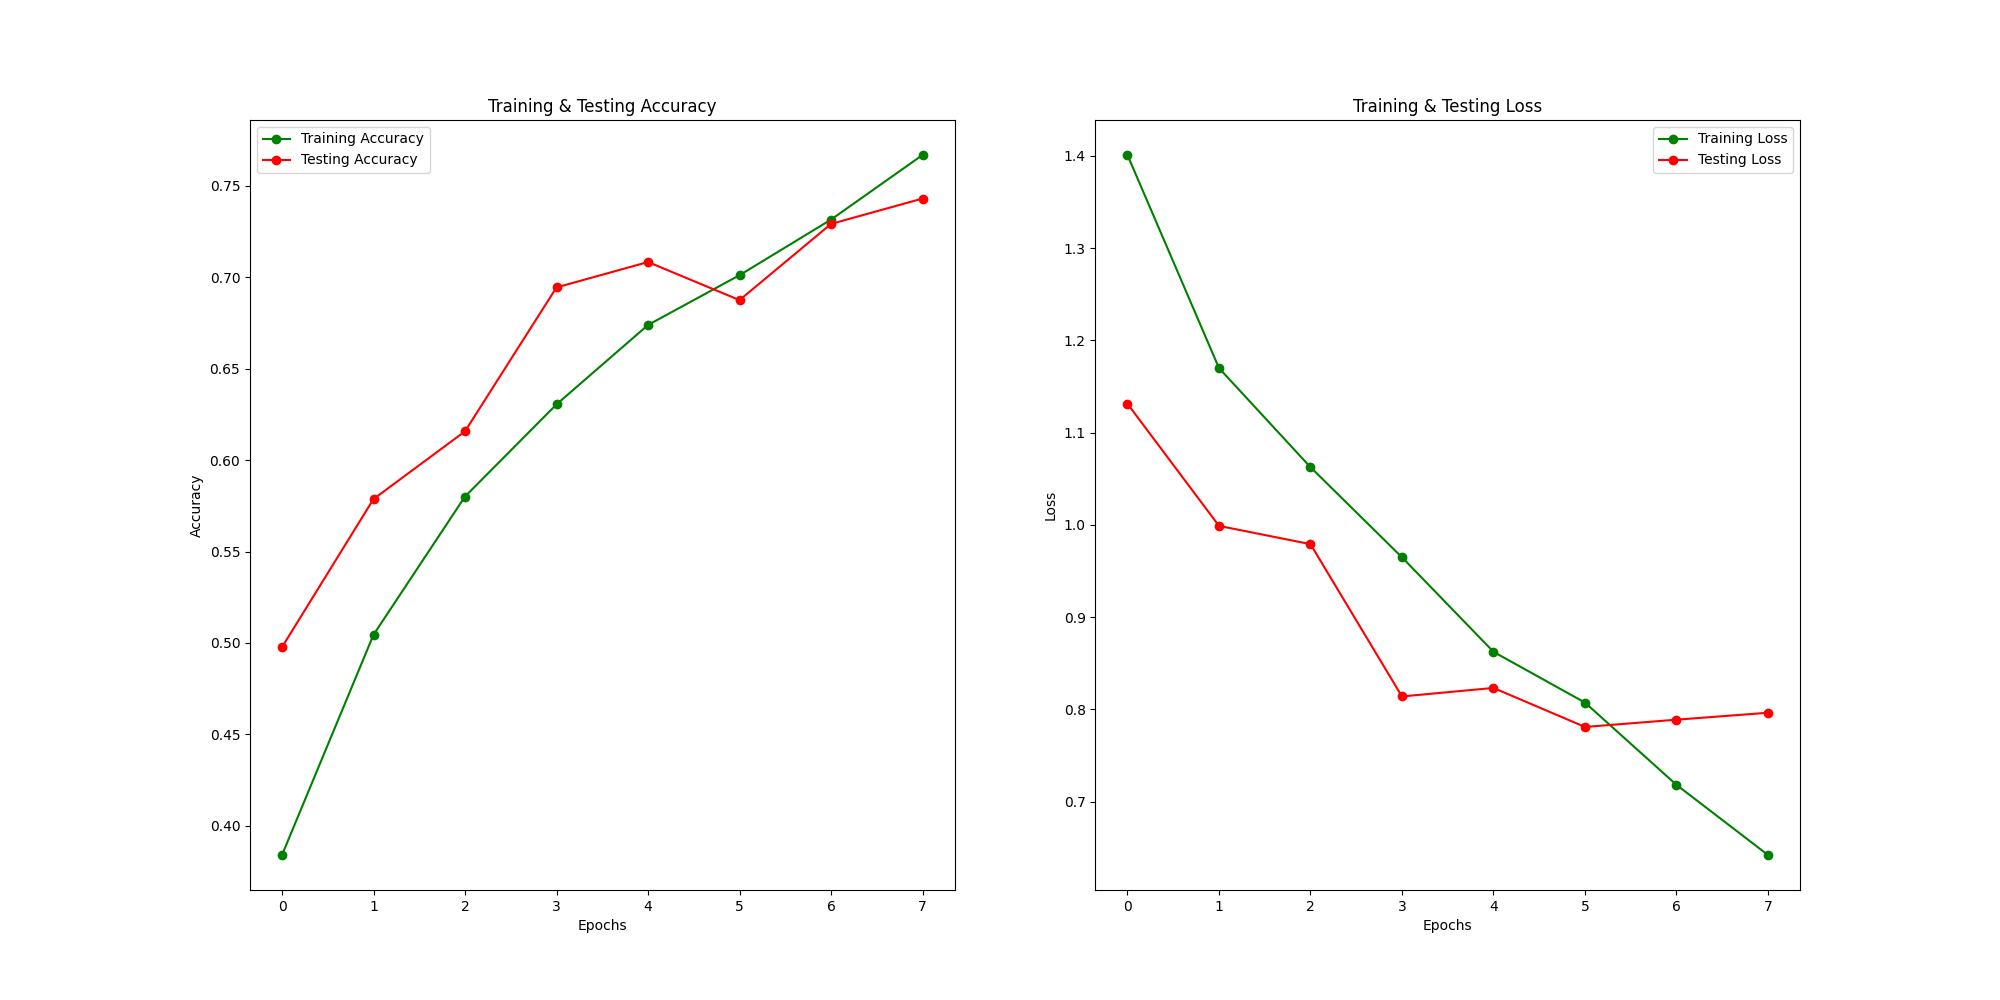 Training & Testing Accuracy
Training Accuracy
Testing Accuracy
0.75
0.70
0.65
0.60
0.55
0.50
0.45
0.40
Accuracy
0 1 2 3 4 5 6 7
Epochs
Training & Testing Loss
Training Loss
Testing Loss
1.4
1.3
1.2
1.1
1.0
0.9
0.8
0.7
Loss
0 1 2 3 4 5 6 7
Epochs